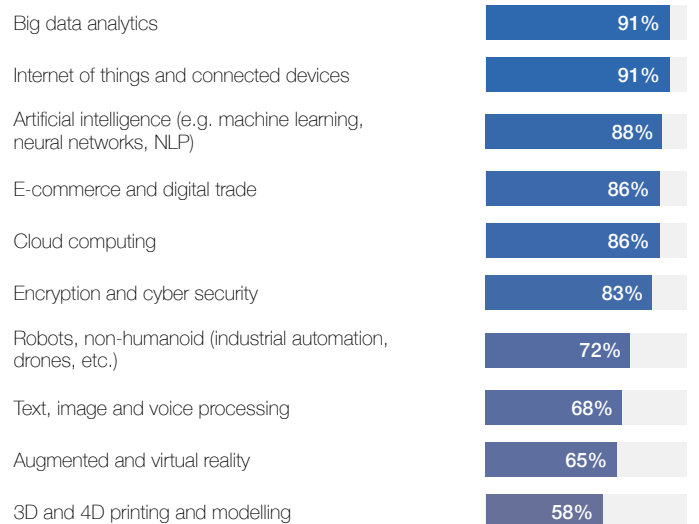 Big data analytics 91%
Internet of things and connected devices 91%
Artificial intelligence (e.g. machine learning,
neural networks, NLP) 88%
E-commerce and digital trade 86%
Cloud computing 86%
Encryption and cyber security 83%
Robots, non-humanoid (industrial automation,
drones, etc.) 72%
Text, image and voice processing 68%
Augmented and virtual reality 65%
3D and 4D printing and modelling 58%